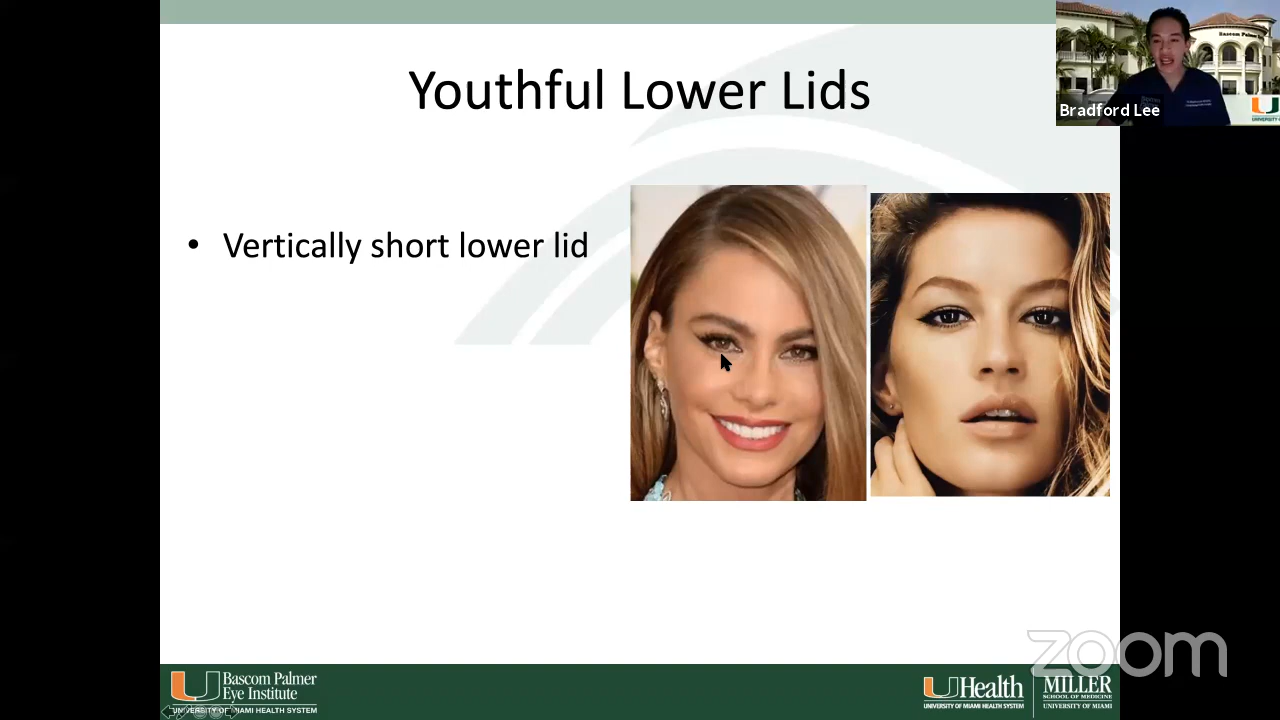 Youthful Lower Lids
Bradford Lee
• Vertically short lower lid
zoom
Bascom Palmer
Eye Institute
UNIVERSITY OF MIAMI HEALTH SYSTEM
UHealth
UNIVERSITY OF MIAMI HEALTH SYSTEM
MILLER
SCHOOL OF MEDICINE
UNIVERSITY OF MIAMI